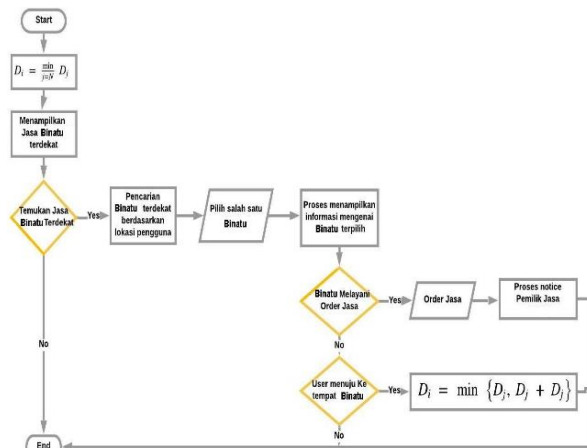 Start
D_i = min j=N D_j
Menampilkan
Jasa Binatu
terdekat
Temukan Jasa
Binatu Terdekat
Yes
Pencarian
Binatu terdekat
berdasarkan
lokasi pengguna
Pilih salah satu
Binatu
Proses menampilkan
informasi mengenai
Binatu terpilih
Binatu Melayani
Order Jasa
Yes
Order Jasa
Proses notice
Pemilik Jasa
No
No
User menuju Ke
tempat Binatu
Yes
D_i = min {D_j, D_j + D_j}
No
End